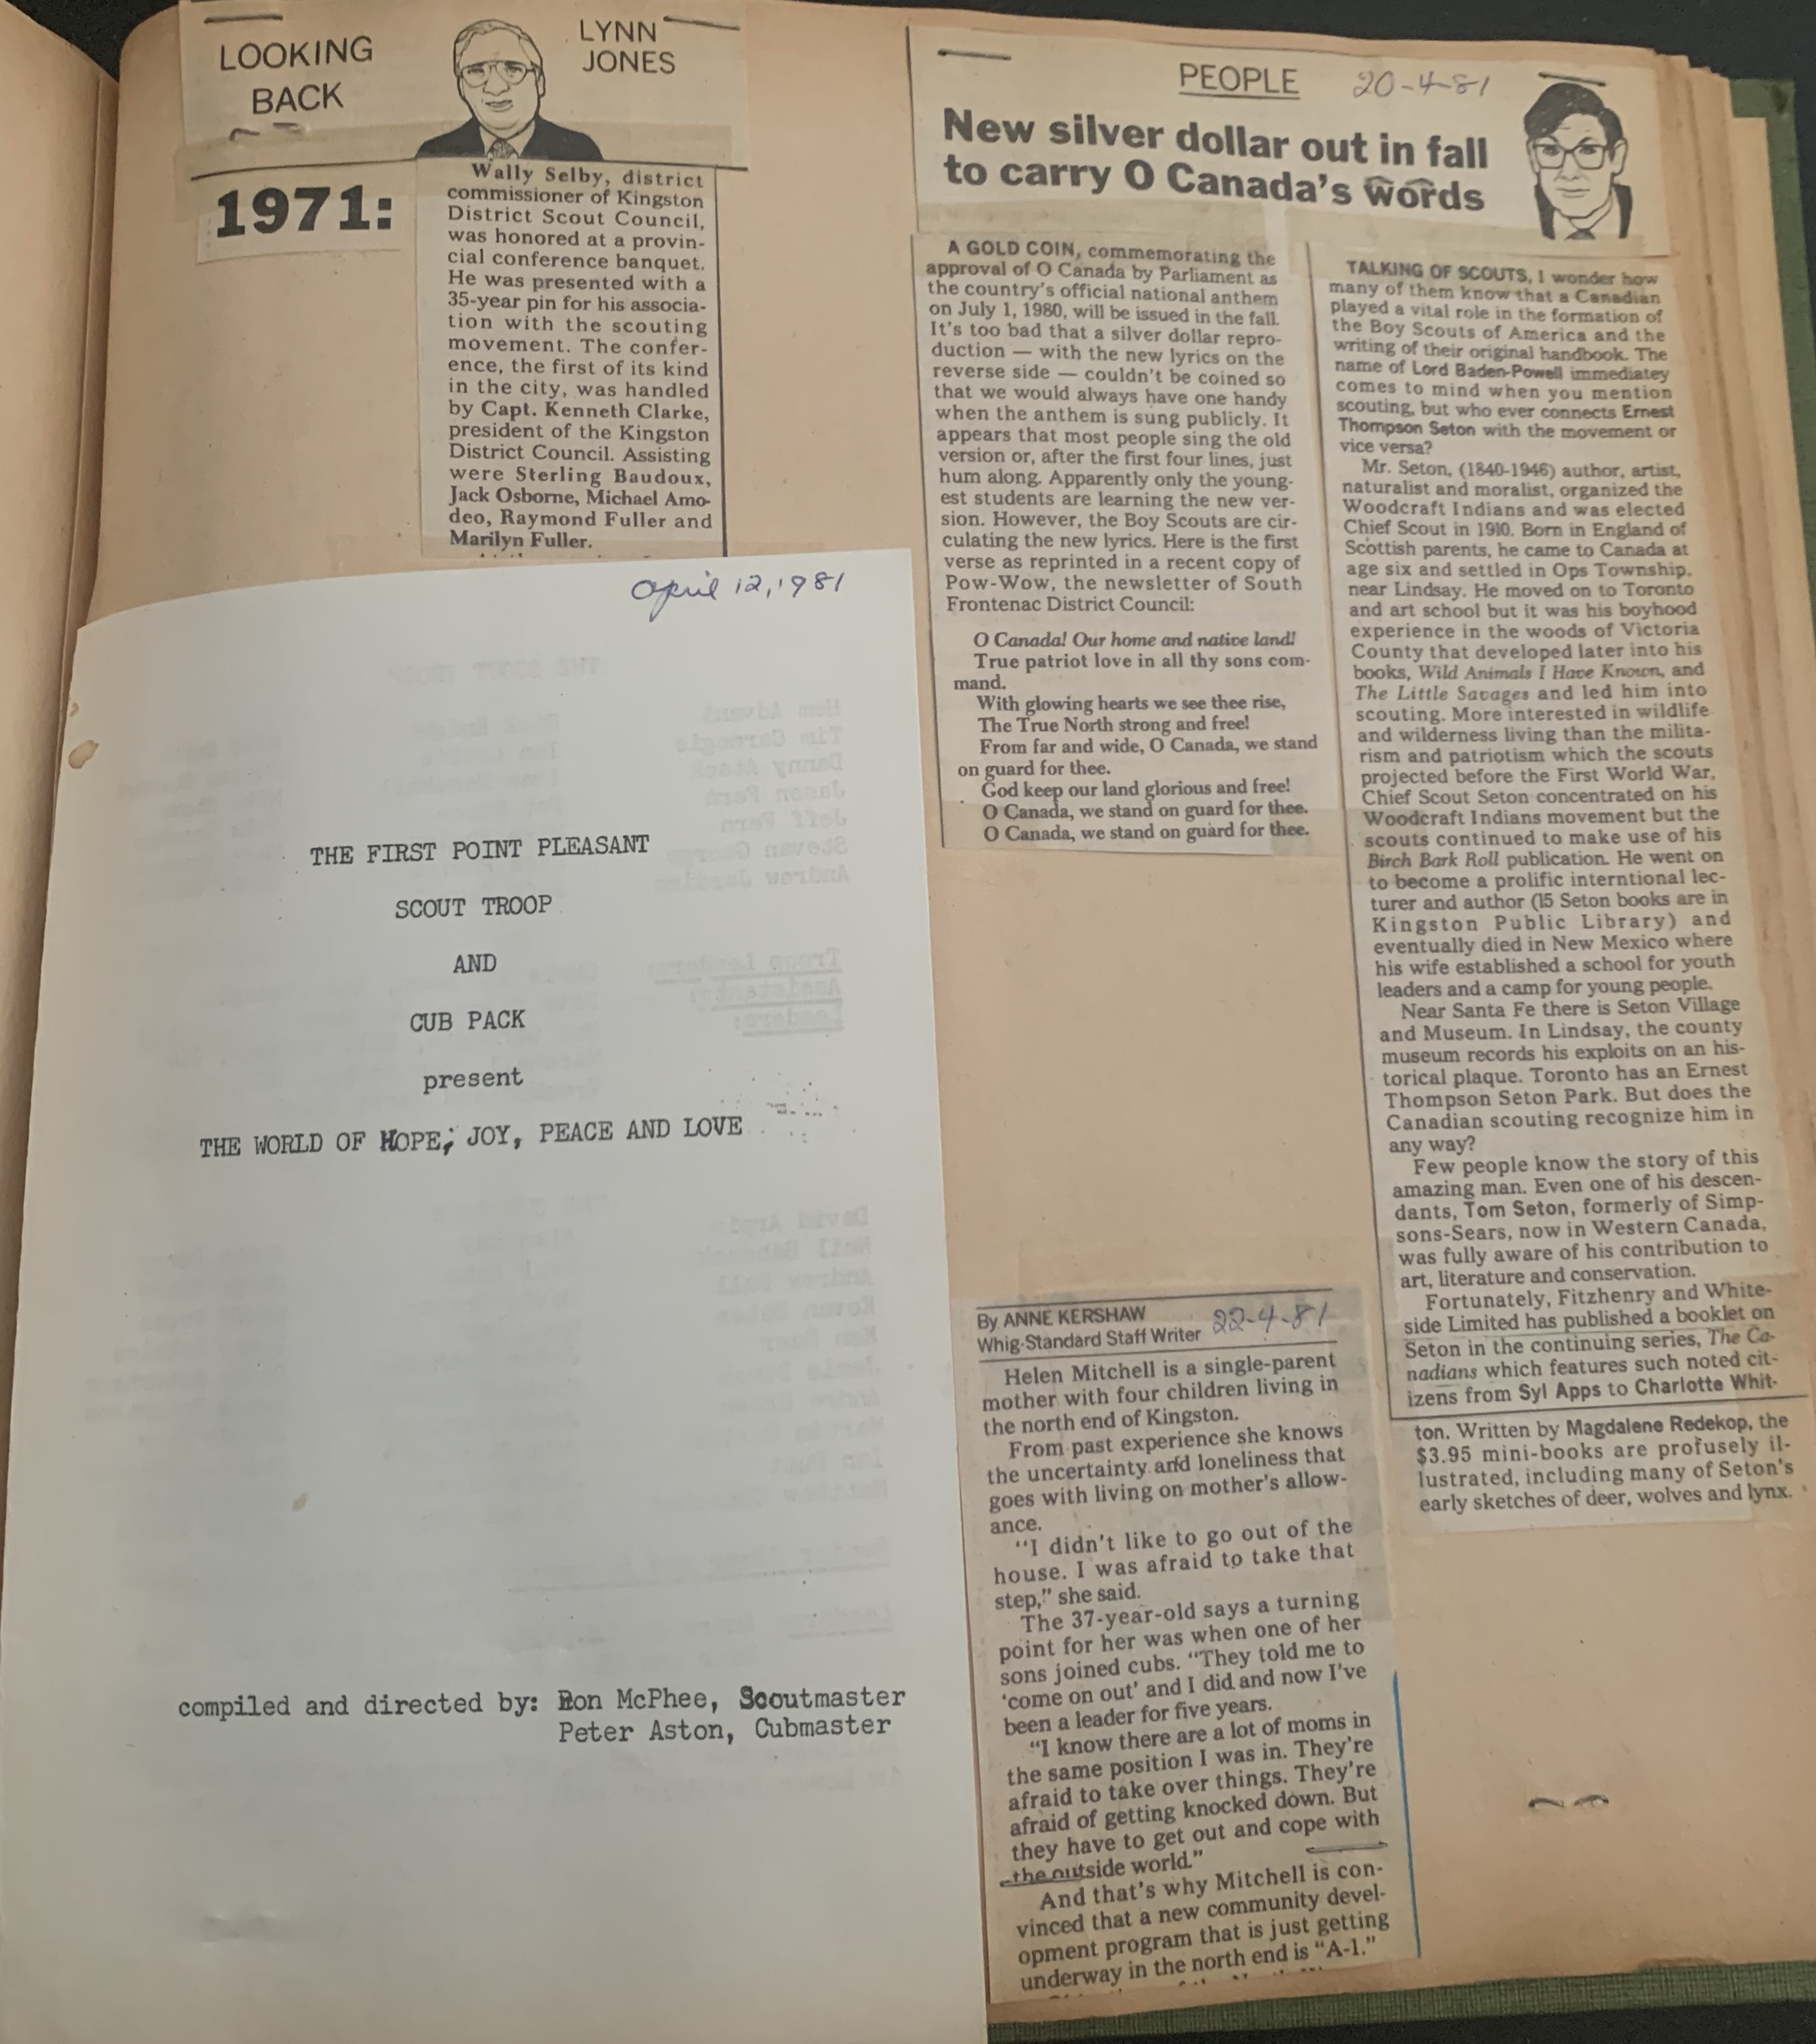 LOOKING
BACK
LYNN
JONES
1971:
Wally Selby, district
commissioner of Kingston
District Scout Council,
was honored at a provin-
cial conference banquet.
He was presented with a
35-year pin for his associa-
tion with the scouting
movement. The confer-
ence, the first of its kind
in the city, was handled
by Capt. Kenneth Clarke,
president of the Kingston
District Council. Assisting
were Sterling Baudoux,
Jack Osborne, Michael Amo-
deo, Raymond Fuller and
Marilyn Fuller.
April 12, 1981
THE FIRST POINT PLEASANT
SCOUT TROOP
AND
CUB PACK
present
THE WORLD OF HOPE, JOY, PEACE AND LOVE
compiled and directed by: Ron McPhee, Scoutmaster
Peter Aston, Cubmaster
PEOPLE
20-4-81
New silver dollar out in fall
to carry O Canada's words
A GOLD COIN, commemorating the
approval of O Canada by Parliament as
the country's official national anthem
on July 1, 1980, will be issued in the fall.
It's too bad that a silver dollar repro-
duction — with the new lyrics on the
reverse side — couldn't be coined so
that we would always have one handy
when the anthem is sung publicly. It
appears that most people sing the old
version or, after the first four lines, just
hum along. Apparently only the young-
est students are learning the new ver-
sion. However, the Boy Scouts are cir-
culating the new lyrics. Here is the first
verse as reprinted in a recent copy of
Pow-Wow, the newsletter of South
Frontenac District Council:
O Canada! Our home and native land!
True patriot love in all thy sons com-
mand.
With glowing hearts we see thee rise,
The True North strong and free!
From far and wide, O Canada, we stand
on guard for thee.
God keep our land glorious and free!
O Canada, we stand on guard for thee.
O Canada, we stand on guard for thee.
TALKING OF SCOUTS, I wonder how
many of them know that a Canadian
played a vital role in the formation of
the Boy Scouts of America and the
writing of their original handbook. The
name of Lord Baden-Powell immediatey
comes to mind when you mention
scouting, but who ever connects Ernest
Thompson Seton with the movement or
vice versa?
Mr. Seton, (1840-1946) author, artist,
naturalist and moralist, organized the
Woodcraft Indians and was elected
Chief Scout in 1910. Born in England of
Scottish parents, he came to Canada at
age six and settled in Ops Township,
near Lindsay. He moved on to Toronto
and art school but it was his boyhood
experience in the woods of Victoria
County that developed later into his
books, Wild Animals I Have Known, and
The Little Savages and led him into
scouting. More interested in wildlife
and wilderness living than the milita-
rism and patriotism which the scouts
projected before the First World War,
Chief Scout Seton concentrated on his
Woodcraft Indians movement but the
scouts continued to make use of his
Birch Bark Roll publication. He went on
to become a prolific interntional lec-
turer and author (15 Seton books are in
Kingston Public Library) and
eventually died in New Mexico where
his wife established a school for youth
leaders and a camp for young people.
Near Santa Fe there is Seton Village
and Museum. In Lindsay, the county
museum records his exploits on an his-
torical plaque. Toronto has an Ernest
Thompson Seton Park. But does the
Canadian scouting recognize him in
any way?
Few people know the story of this
amazing man. Even one of his descen-
dants, Tom Seton, formerly of Simp-
sons-Sears, now in Western Canada,
was fully aware of his contribution to
art, literature and conservation.
Fortunately, Fitzhenry and White-
side Limited has published a booklet on
Seton in the continuing series, The Ca-
nadians which features such noted cit-
izens from Syl Apps to Charlotte Whit-
ton. Written by Magdalene Redekop, the
$3.95 mini-books are profusely il-
lustrated, including many of Seton's
early sketches of deer, wolves and lynx.
By ANNE KERSHAW
Whig-Standard Staff Writer
22-4-81
Helen Mitchell is a single-parent
mother with four children living in
the north end of Kingston.
From past experience she knows
the uncertainty and loneliness that
goes with living on mother's allow-
ance.
"I didn't like to go out of the
house. I was afraid to take that
step," she said.
The 37-year-old says a turning
point for her was when one of her
sons joined cubs. "They told me to
'come on out' and I did and now I've
been a leader for five years.
"I know there are a lot of moms in
the same position I was in. They're
afraid to take over things. They're
afraid of getting knocked down. But
they have to get out and cope with
the outside world."
And that's why Mitchell is con-
vinced that a new community devel-
opment program that is just getting
underway in the north end is "A-1."